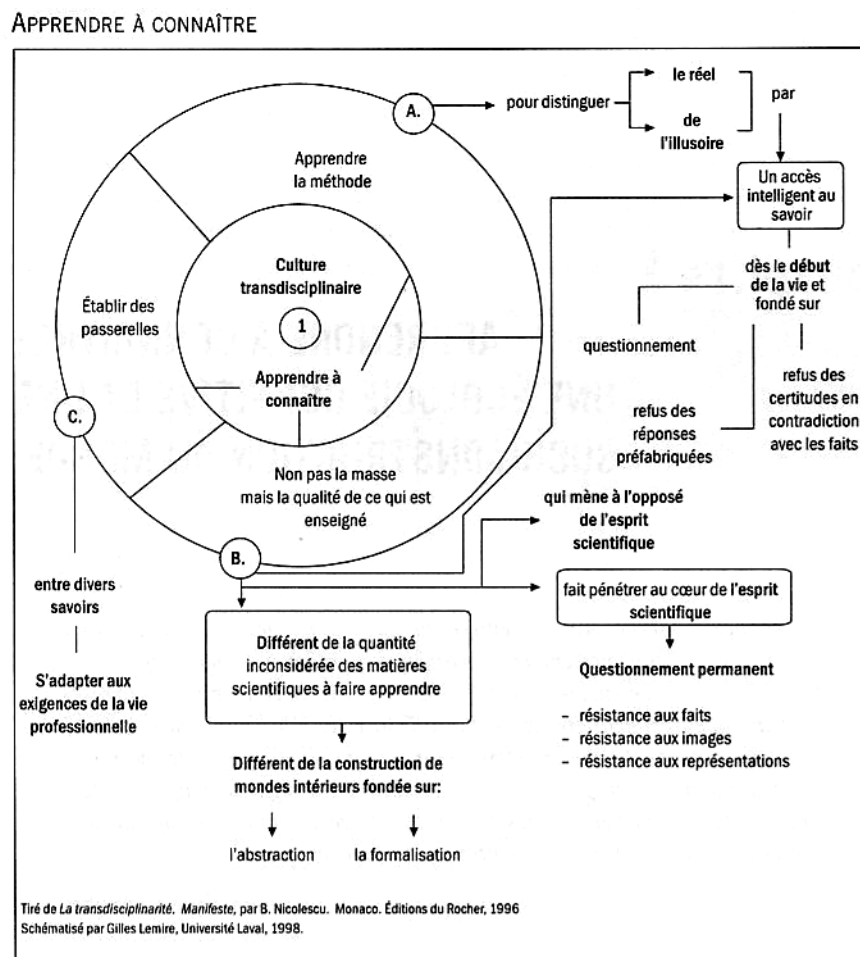 APPRENDRE À CONNAÎTRE
A.
pour distinguer
le réel
de
l'illusoire
par
Un accès
intelligent au
savoir
dès le début
de la vie et
fondé sur
questionnement
refus des
réponses
préfabriquées
refus des
certitudes en
contradiction
avec les faits
Apprendre
la méthode
Culture
transdisciplinaire
1
Apprendre à
connaître
Établir des
passerelles
C.
Non pas la masse
mais la qualité de ce qui est
enseigné
B.
qui mène à l'opposé
de l'esprit
scientifique
fait pénétrer au cœur de l'esprit
scientifique
Questionnement permanent
– résistance aux faits
– résistance aux images
– résistance aux représentations
entre divers
savoirs
S'adapter aux
exigences de la vie
professionnelle
Différent de la quantité
inconsidérée des matières
scientifiques à faire apprendre
Différent de la construction de
mondes intérieurs fondée sur:
l'abstraction
la formalisation
Tiré de La transdisciplinarité. Manifeste, par B. Nicolescu. Monaco. Éditions du Rocher, 1996
Schématisé par Gilles Lemire, Université Laval, 1998.